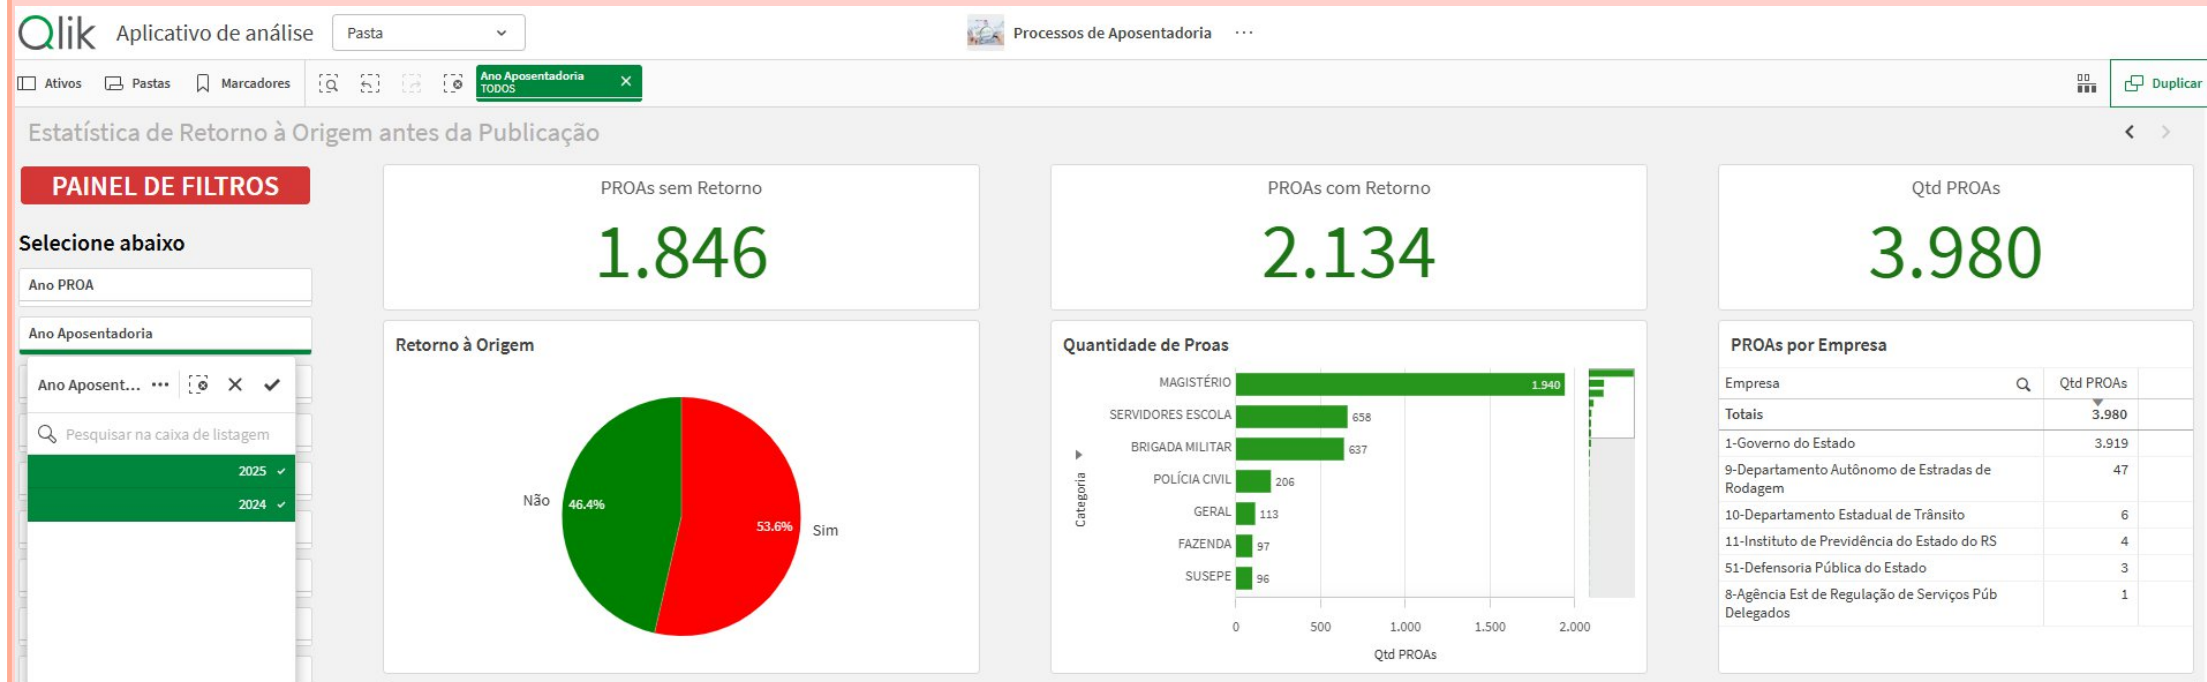 Qlik Aplicativo de análise Pasta Processos de Aposentadoria ...
Ativos Pastas Marcadores Ano Aposentadoria
TODOS
Duplicar
Estatística de Retorno à Origem antes da Publicação
PAINEL DE FILTROS
Selecione abaixo
Ano PROA
Ano Aposentadoria
Ano Aposent... ...
Pesquisar na caixa de listagem
2025
2024
PROAs sem Retorno
1.846
PROAs com Retorno
2.134
Qtd PROAs
3.980
Retorno à Origem
Não
46.4%
53.6%
Sim
Quantidade de Proas
Categoria
MAGISTÉRIO 1.940
SERVIDORES ESCOLA 658
BRIGADA MILITAR 637
POLÍCIA CIVIL 206
GERAL 113
FAZENDA 97
SUSEPE 96
0 500 1.000 1.500 2.000
Qtd PROAs
PROAs por Empresa
Empresa Qtd PROAs
Totais 3.980
1-Governo do Estado 3.919
9-Departamento Autônomo de Estradas de 47
Rodagem
10-Departamento Estadual de Trânsito 6
11-Instituto de Previdência do Estado do RS 4
51-Defensoria Pública do Estado 3
8-Agência Est de Regulação de Serviços Púb 1
Delegados